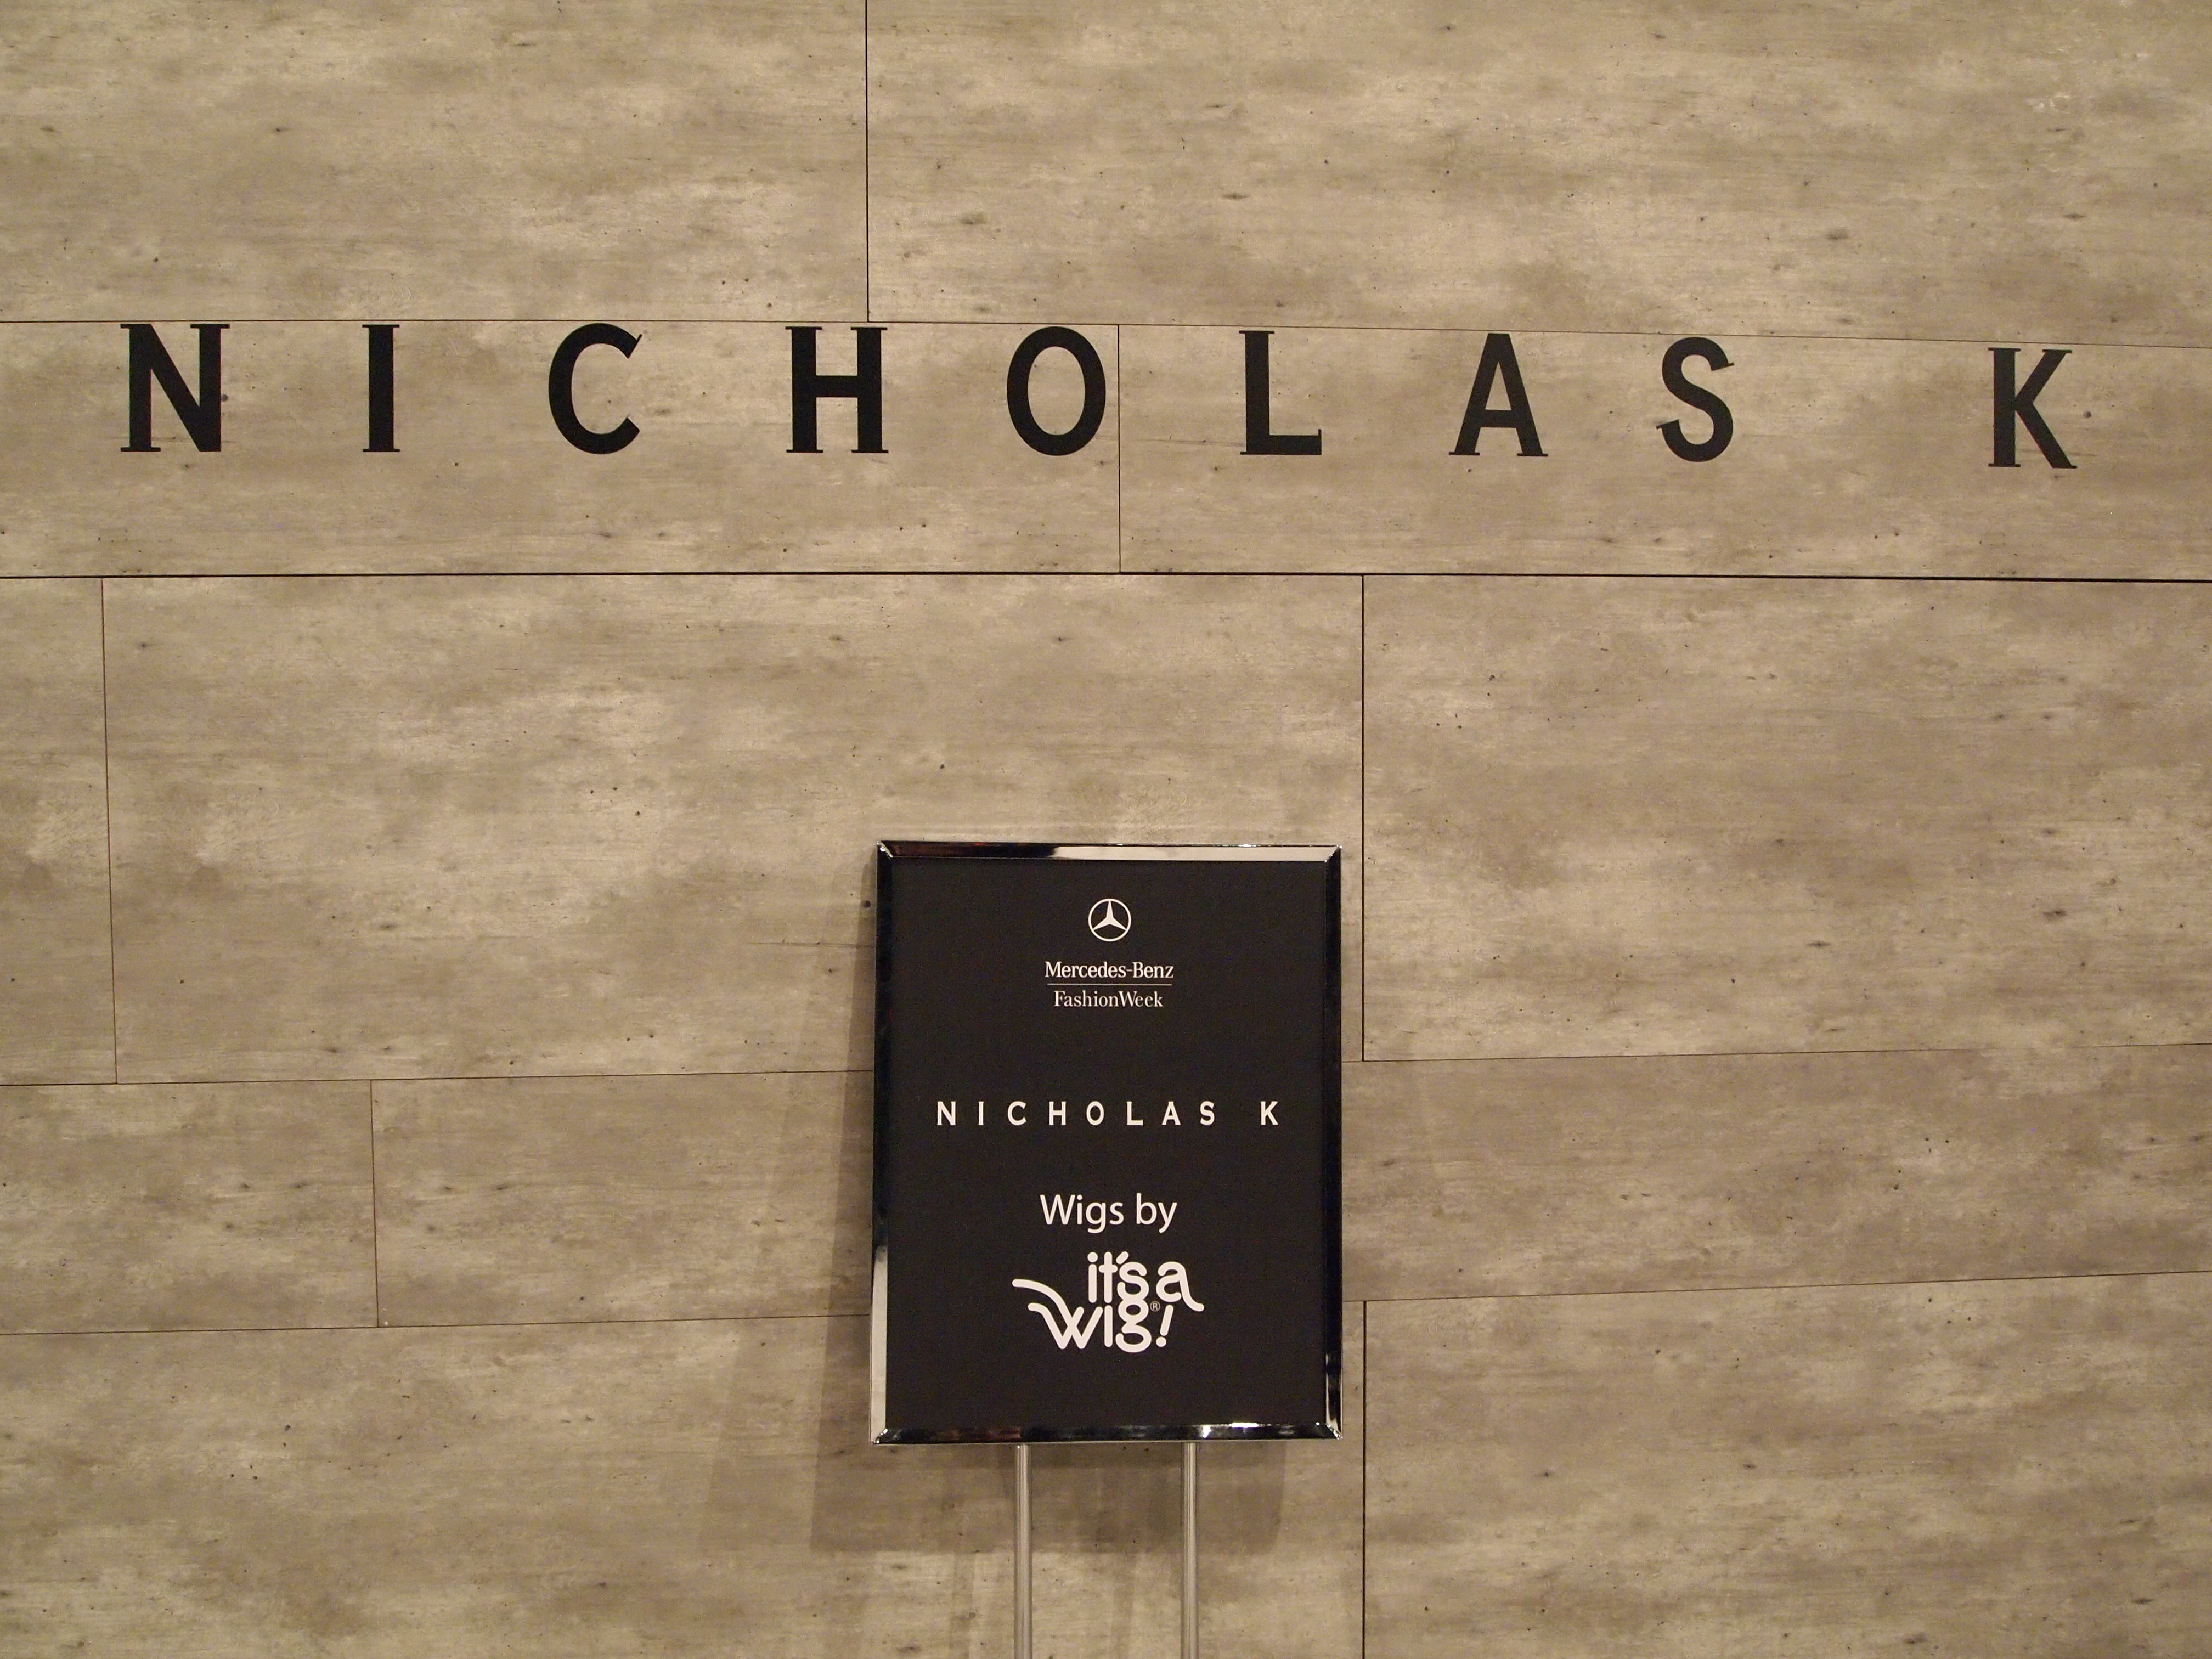 NICHOLAS K
Mercedes-Benz
FashionWeek
NICHOLAS K
Wigs by
it's a
wig!®